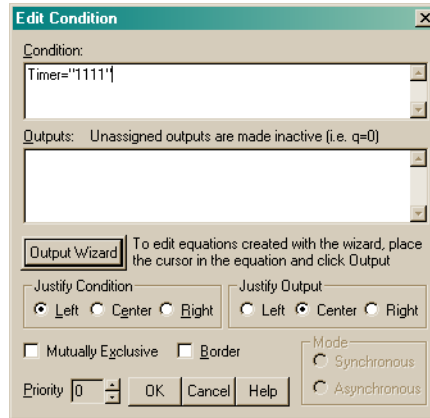 Edit Condition
Condition:
Timer="1111"
Outputs: Unassigned outputs are made inactive (i.e. q=0)
Output Wizard
To edit equations created with the wizard, place
the cursor in the equation and click Output
Justify Condition
Left Center Right
Justify Output
Left Center Right
Mutually Exclusive Border
Mode
Synchronous
Asynchronous
Priority 0 OK Cancel Help